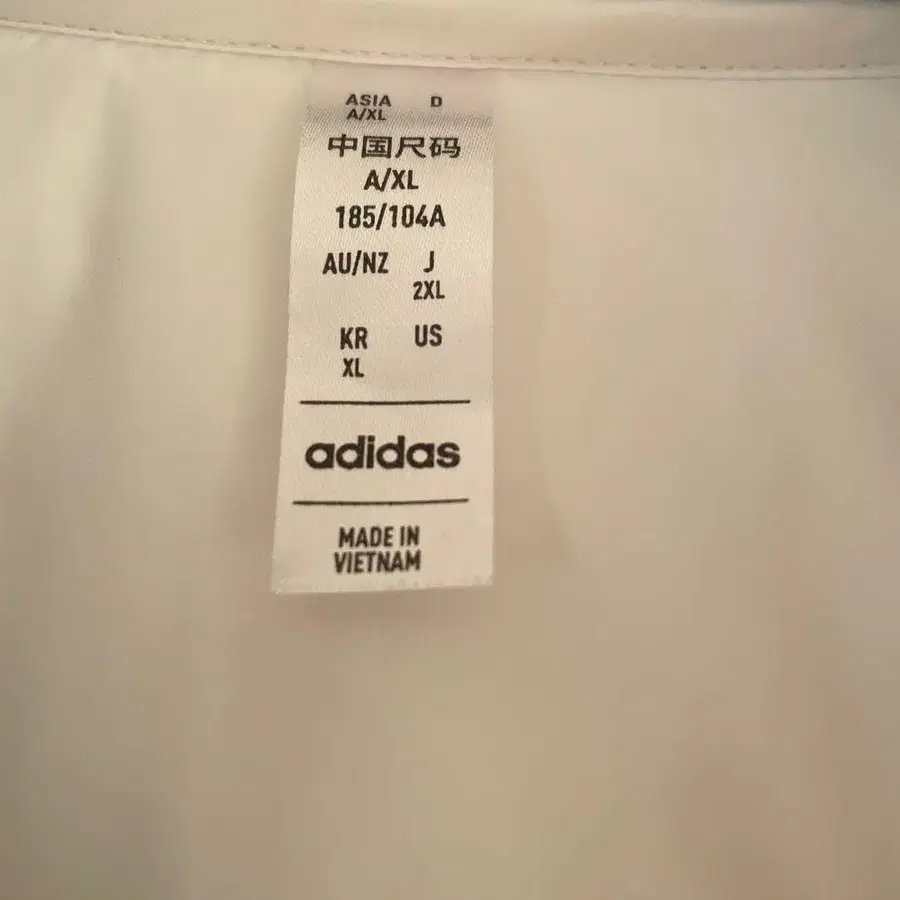 ASIA D
A/XL
中国尺码
A/XL
185/104A
AU/NZ J
2XL
KR US
XL
adidas
MADE IN
VIETNAM